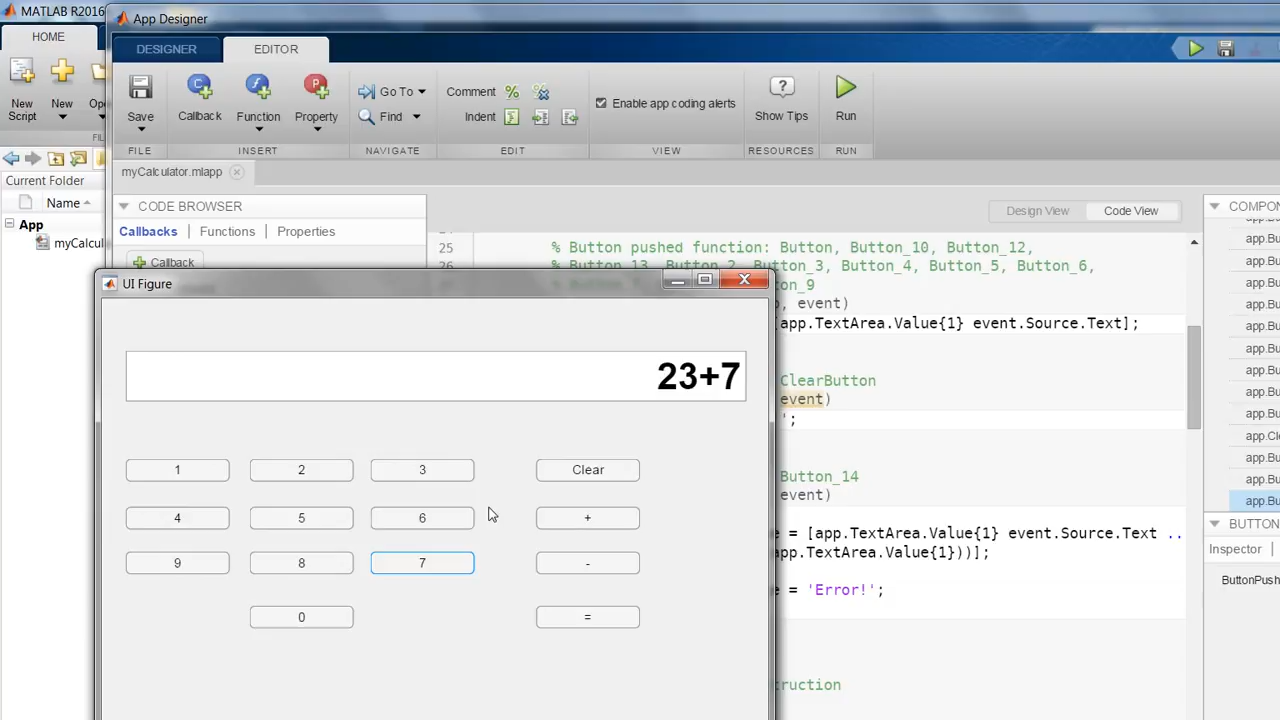 MATLAB R2016
App Designer
HOME
DESIGNER
EDITOR
New Script
New
Save
Callback
Function
Property
Go To
Find
Comment
Indent
Enable app coding alerts
Show Tips
Run
FILE
INSERT
NAVIGATE
EDIT
VIEW
RESOURCES
RUN
Current Folder
Name
App
myCalcul
myCalculator.mlapp
CODE BROWSER
Callbacks
Functions
Properties
Callback
Design View
Code View
25
% Button pushed function: Button, Button_10, Button_12,
% Button_13, Button_2, Button_3, Button_4, Button_5, Button_6,
tton_9
, event)
[app.TextArea.Value{1} event.Source.Text];
ClearButton
event)
';
Button_14
event)
e = [app.TextArea.Value{1} event.Source.Text ..
app.TextArea.Value{1}))];
e = 'Error!';
ruction
COMPON
app.Bu
app.Bu
app.Bu
app.Bu
app.Bu
app.Bu
app.Bu
app.Bu
app.Bu
app.Cl
app.Bu
app.Bu
app.Bu
BUTTON
Inspector
ButtonPush
UI Figure
23+7
1
2
3
Clear
4
5
6
+
9
8
7
-
0
=